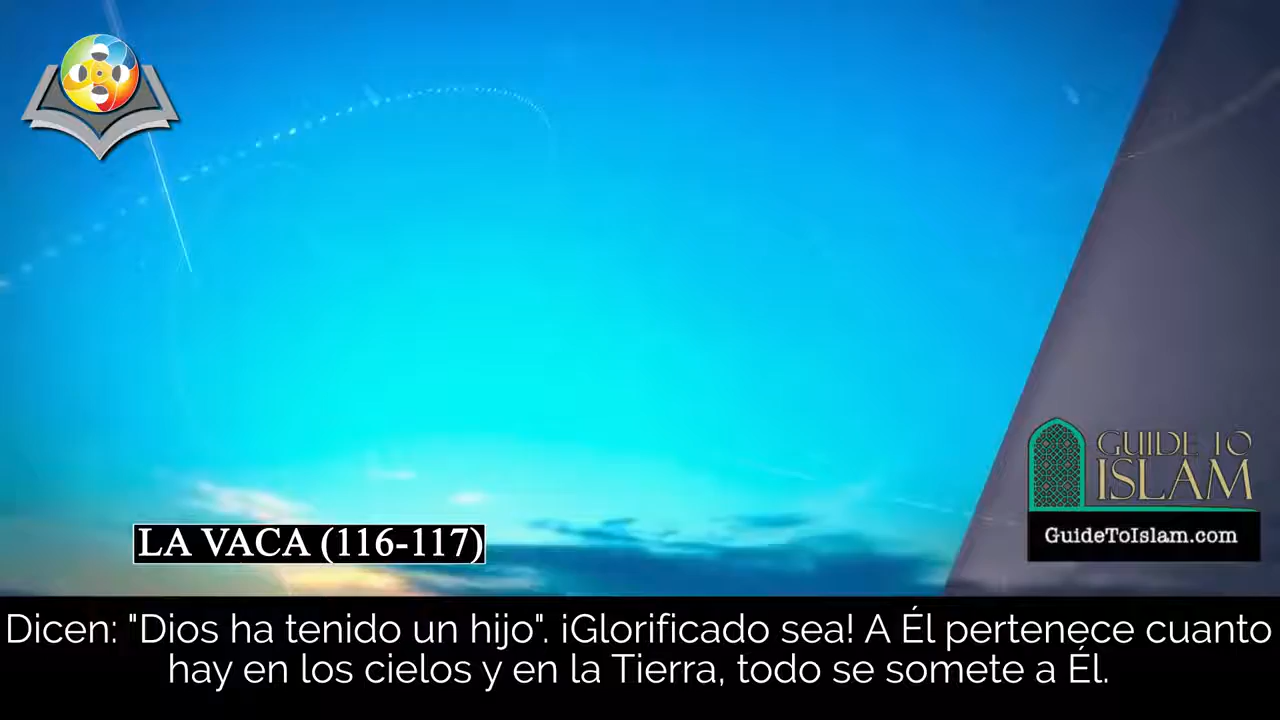 GUIDE TO
ISLAM
GuideToIslam.com
LA VACA (116-117)
Dicen: "Dios ha tenido un hijo". ¡Glorificado sea! A Él pertenece cuanto
hay en los cielos y en la Tierra, todo se somete a Él.